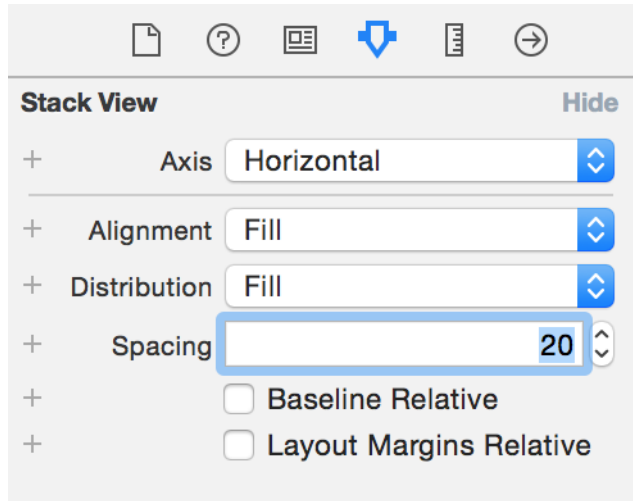 Stack View Hide
+ Axis Horizontal
+ Alignment Fill
+ Distribution Fill
+ Spacing 20
+ Baseline Relative
+ Layout Margins Relative